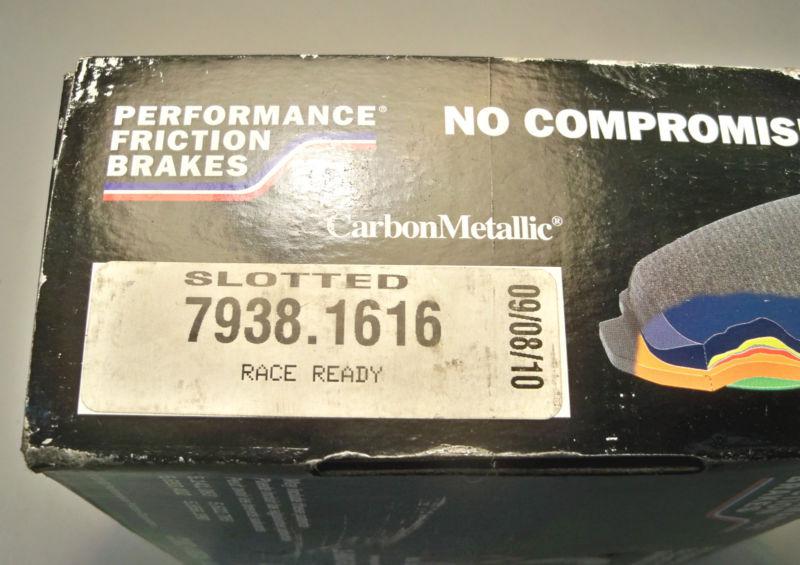 PERFORMANCE®
FRICTION
BRAKES
NO COMPROMIS
CarbonMetallic®
SLOTTED
7938.1616
RACE READY
09/08/10